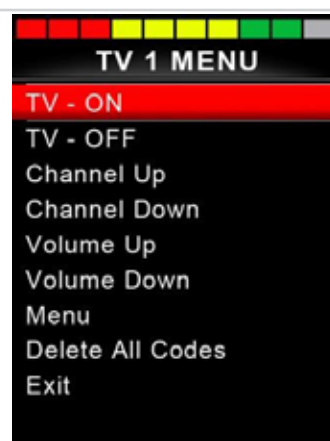 TV 1 MENU
TV - ON
TV - OFF
Channel Up
Channel Down
Volume Up
Volume Down
Menu
Delete All Codes
Exit